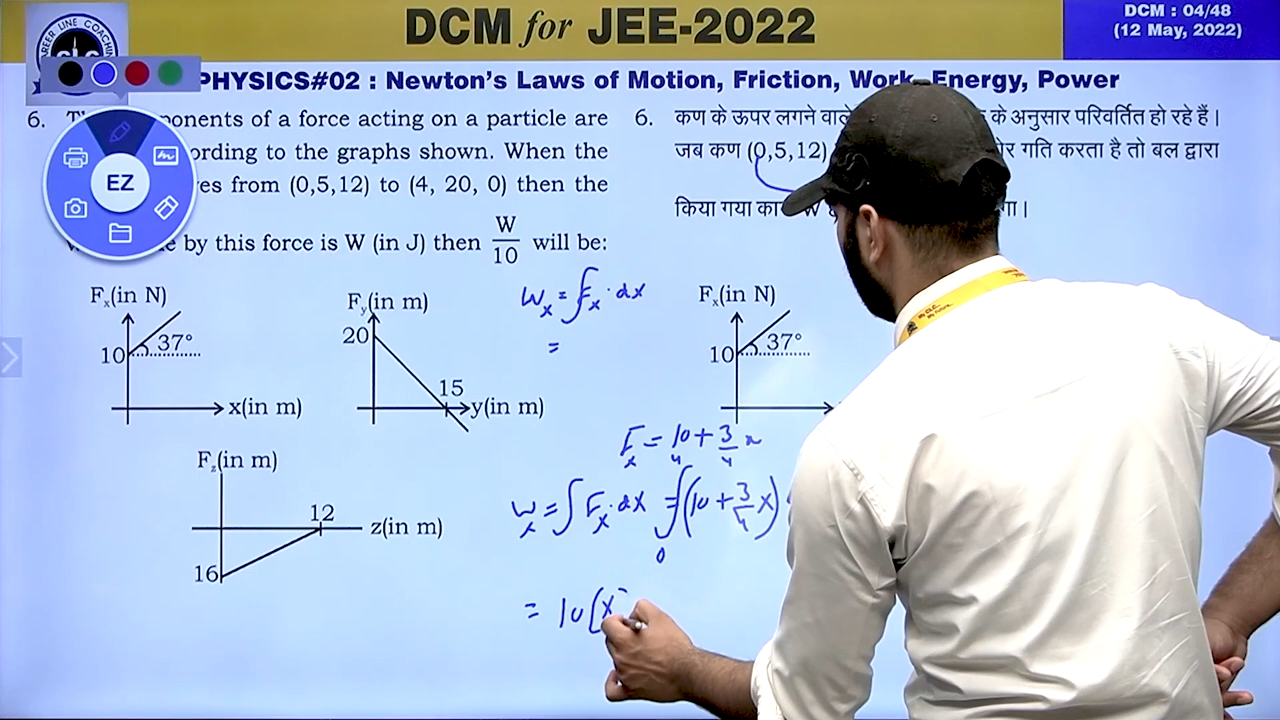 DCM for JEE-2022
DCM : 04/48
(12 May, 2022)
CAREER LINE COACHING
PHYSICS#02 : Newton's Laws of Motion, Friction, Work, Energy, Power
6. ponents of a force acting on a particle are
ording to the graphs shown. When the
es from (0,5,12) to (4, 20, 0) then the
by this force is W (in J) then W/10 will be:
EZ
6. कण के ऊपर लगने वाले के अनुसार परिवर्तित हो रहे हैं।
जब कण (0,5,12) गति करता है तो बल द्वारा
किया गया कार्य W
Fx(in N)
37°
10
x(in m)
Fy(in m)
20
15
y(in m)
Wx = ∫Fx·dx
=
Fx(in N)
37°
10
Fz(in m)
12
z(in m)
16
Fx = 10 + 3/4 x
Wx = ∫Fx·dx = ∫0 (10 + 3/4 x)
= 10[x